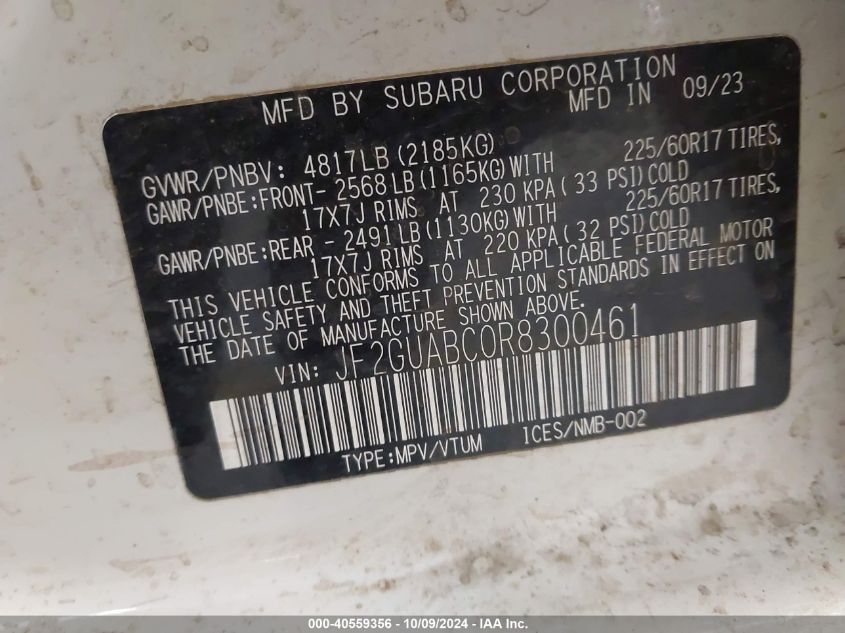 MFD BY SUBARU CORPORATION
MFD IN 09/23
GVWR/PNBV: 4817LB (2185KG)
GAWR/PNBE:FRONT- 2568LB(1165KG)WITH 225/60R17 TIRES,
17X7J RIMS AT 230 KPA( 33 PSI)COLD
GAWR/PNBE:REAR - 2491LB(1130KG)WITH 225/60R17 TIRES,
17X7J RIMS AT 220 KPA( 32 PSI)COLD
THIS VEHICLE CONFORMS TO ALL APPLICABLE FEDERAL MOTOR
VEHICLE SAFETY AND THEFT PREVENTION STANDARDS IN EFFECT ON
THE DATE OF MANUFACTURE SHOWN ABOVE.
VIN: JF2GUABC0R8300461
TYPE:MPV/VTUM ICES/NMB-002
000-40559356 - 10/09/2024 - IAA Inc.